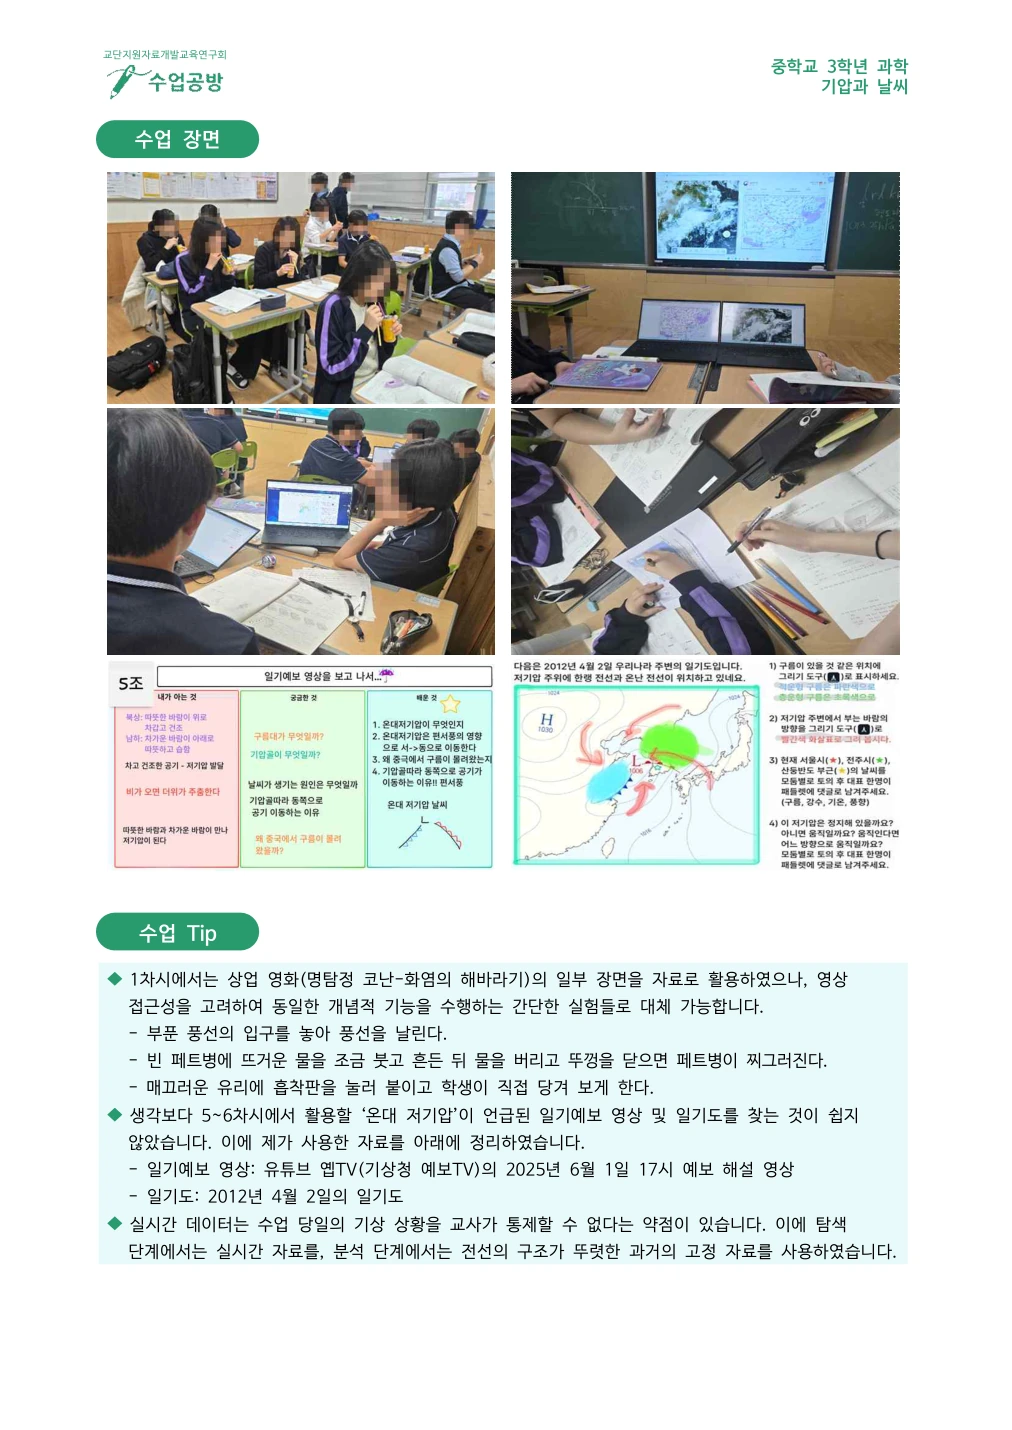 교단지원자료개발교육연구회
수업공방
중학교 3학년 과학
기압과 날씨
수업 장면
5조
일기예보 영상을 보고 나서...
내가 아는 것
북상: 따뜻한 바람이 위로
차갑고 건조
남하: 차가운 바람이 아래로
따뜻하고 습함
차고 건조한 공기 - 저기압 발달
비가 오면 더위가 주춤한다
따뜻한 바람과 차가운 바람이 만나
저기압이 된다
궁금한 것
구름대가 무엇일까?
기압골이 무엇일까?
날씨가 생기는 원인은 무엇일까
기압골따라 동쪽으로
공기 이동하는 이유
왜 중국에서 구름이 몰려
왔을까?
배운 것
1. 온대저기압이 무엇인지
2. 온대저기압은 편서풍의 영향
으로 서->동으로 이동한다
3. 왜 중국에서 구름이 몰려왔는지
4. 기압골따라 동쪽으로 공기가
이동하는 이유!! 편서풍
온대 저기압 날씨
다음은 2012년 4월 2일 우리나라 주변의 일기도입니다.
저기압 주위에 한랭 전선과 온난 전선이 위치하고 있네요.
1024
H
1030
L
1006
1016
1024
1) 구름이 있을 것 같은 위치에
그리기 도구( )로 표시하세요.
적운형 구름은 파란색으로
층운형 구름은 초록색으로
2) 저기압 주변에서 부는 바람의
방향을 그리기 도구( )로
빨간색 화살표로 그려 봅시다.
3) 현재 서울시(★), 전주시(★),
산둥반도 부근(★)의 날씨를
모둠별로 토의 후 대표 한명이
패들렛에 댓글로 남겨주세요.
(구름, 강수, 기온, 풍향)
4) 이 저기압은 정지해 있을까요?
아니면 움직일까요? 움직인다면
어느 방향으로 움직일까요?
모둠별로 토의 후 대표 한명이
패들렛에 댓글로 남겨주세요.
수업 Tip
◆ 1차시에서는 상업 영화(명탐정 코난-화염의 해바라기)의 일부 장면을 자료로 활용하였으나, 영상
접근성을 고려하여 동일한 개념적 기능을 수행하는 간단한 실험들로 대체 가능합니다.
- 부푼 풍선의 입구를 놓아 풍선을 날린다.
- 빈 페트병에 뜨거운 물을 조금 붓고 흔든 뒤 물을 버리고 뚜껑을 닫으면 페트병이 찌그러진다.
- 매끄러운 유리에 흡착판을 눌러 붙이고 학생이 직접 당겨 보게 한다.
◆ 생각보다 5~6차시에서 활용할 ‘온대 저기압’이 언급된 일기예보 영상 및 일기도를 찾는 것이 쉽지
않았습니다. 이에 제가 사용한 자료를 아래에 정리하였습니다.
- 일기예보 영상: 유튜브 옙TV(기상청 예보TV)의 2025년 6월 1일 17시 예보 해설 영상
- 일기도: 2012년 4월 2일의 일기도
◆ 실시간 데이터는 수업 당일의 기상 상황을 교사가 통제할 수 없다는 약점이 있습니다. 이에 탐색
단계에서는 실시간 자료를, 분석 단계에서는 전선의 구조가 뚜렷한 과거의 고정 자료를 사용하였습니다.